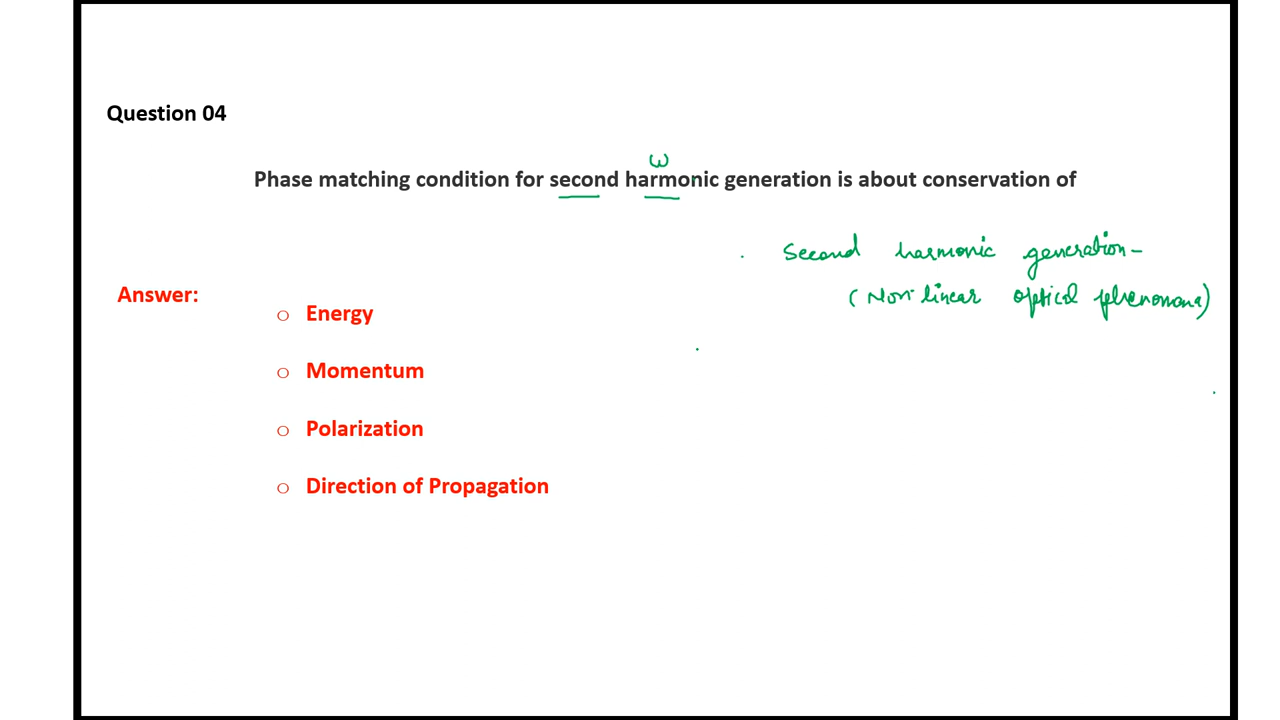 Question 04
ω
Phase matching condition for second harmonic generation is about conservation of
Second harmonic generation-
(Non-linear optical phenomena)
Answer:
o Energy
o Momentum
o Polarization
o Direction of Propagation